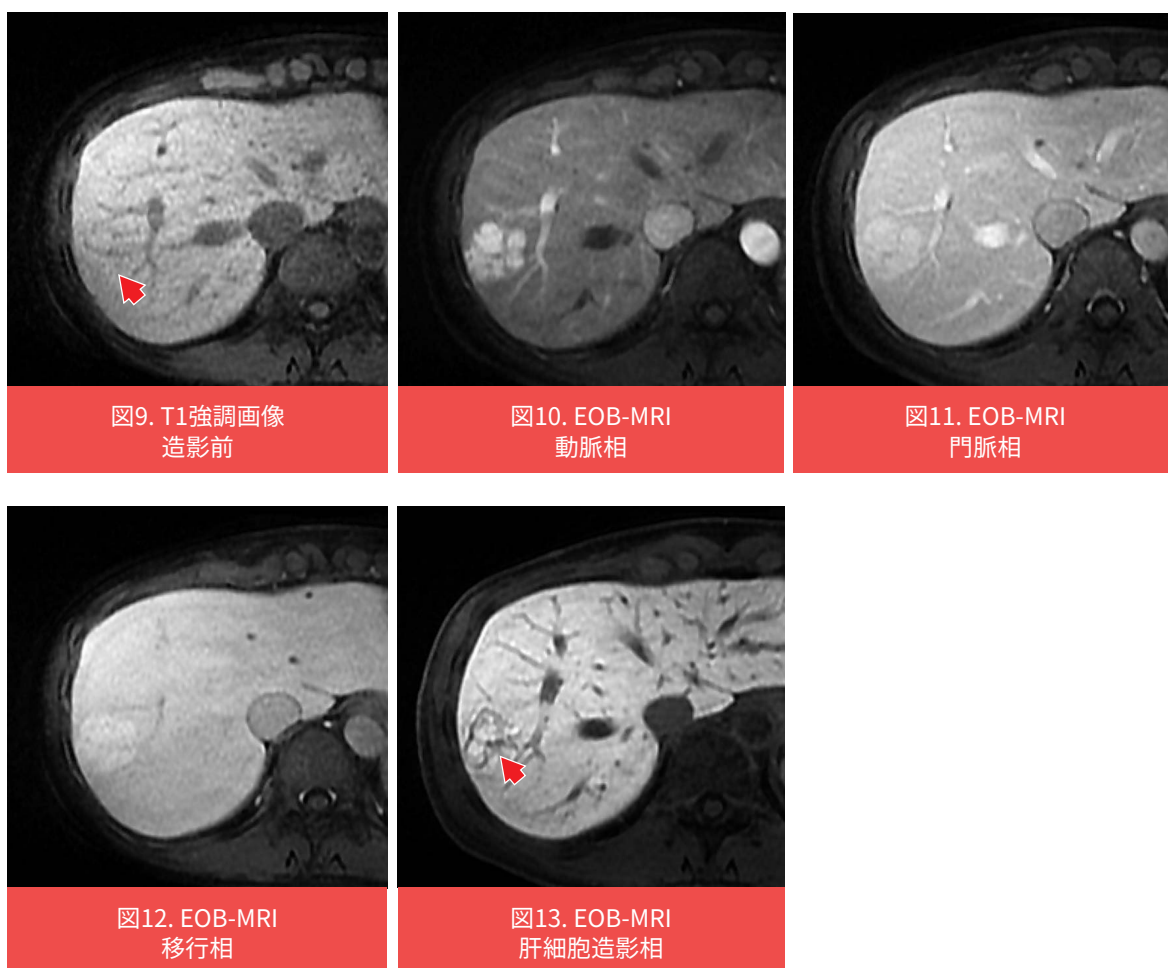 図9. T1強調画像
造影前
図10. EOB-MRI
動脈相
図11. EOB-MRI
門脈相
図12. EOB-MRI
移行相
図13. EOB-MRI
肝細胞造影相